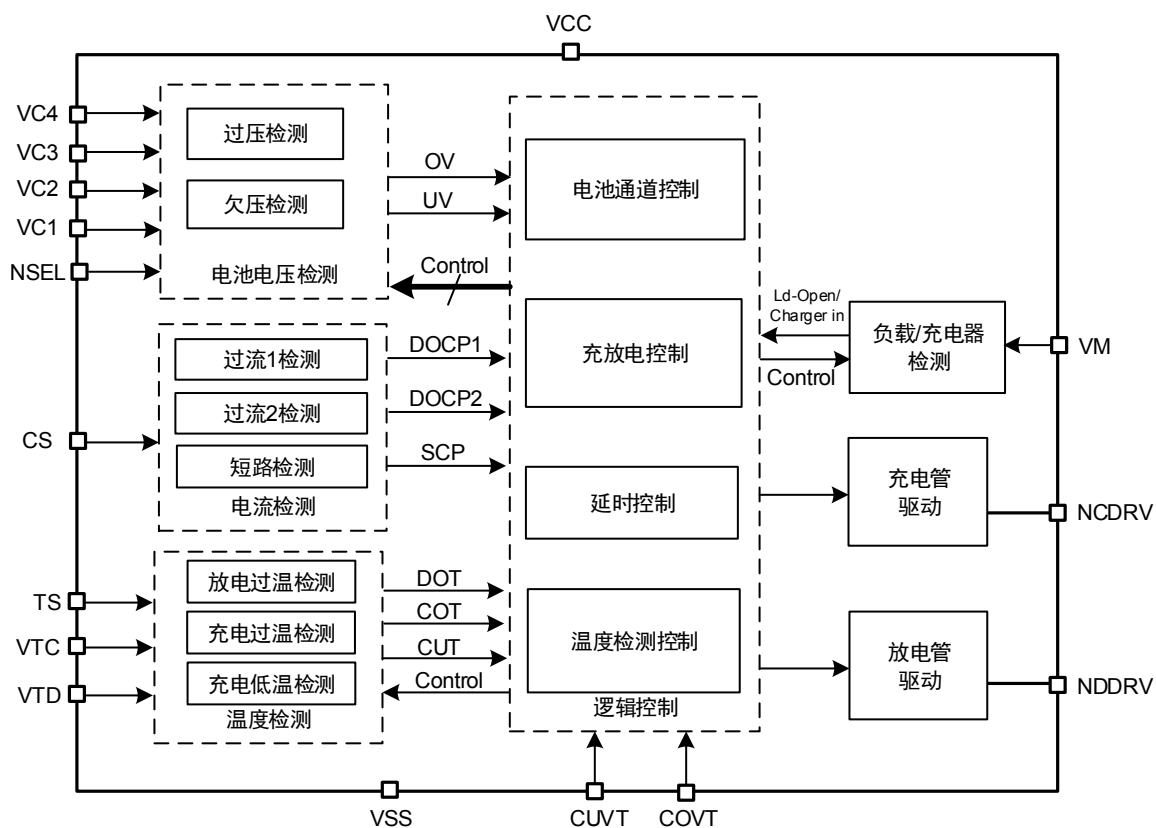 VCC
VC4
VC3
VC2
VC1
NSEL
过压检测
欠压检测
电池电压检测
OV
UV
Control
电池通道控制
CS
过流1检测
过流2检测
短路检测
电流检测
DOCP1
DOCP2
SCP
充放电控制
Ld-Open/
Charger in
Control
负载/充电器
检测
VM
延时控制
充电管
驱动
NCDRV
TS
VTC
VTD
放电过温检测
充电过温检测
充电低温检测
温度检测
DOT
COT
CUT
Control
温度检测控制
逻辑控制
放电管
驱动
NDDRV
VSS
CUVT
COVT